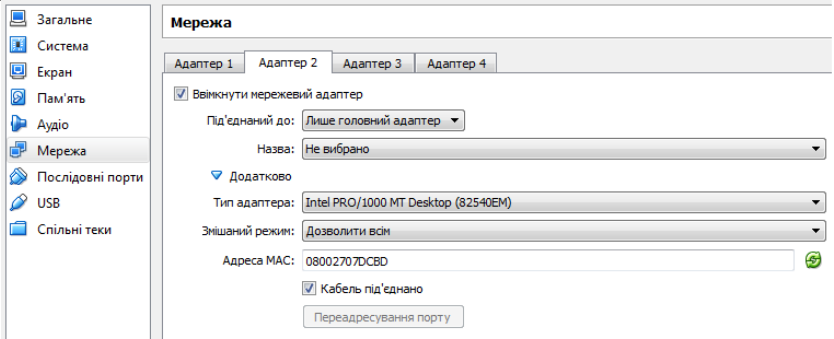 Загальне
Система
Екран
Пам'ять
Аудіо
Мережа
Послідовні порти
USB
Спільні теки
Мережа
Адаптер 1
Адаптер 2
Адаптер 3
Адаптер 4
Ввімкнути мережевий адаптер
Під'єднаний до: Лише головний адаптер
Назва: Не вибрано
Додатково
Тип адаптера: Intel PRO/1000 MT Desktop (82540EM)
Змішаний режим: Дозволити всім
Адреса MAC: 08002707DCBD
Кабель під'єднано
Переадресування порту